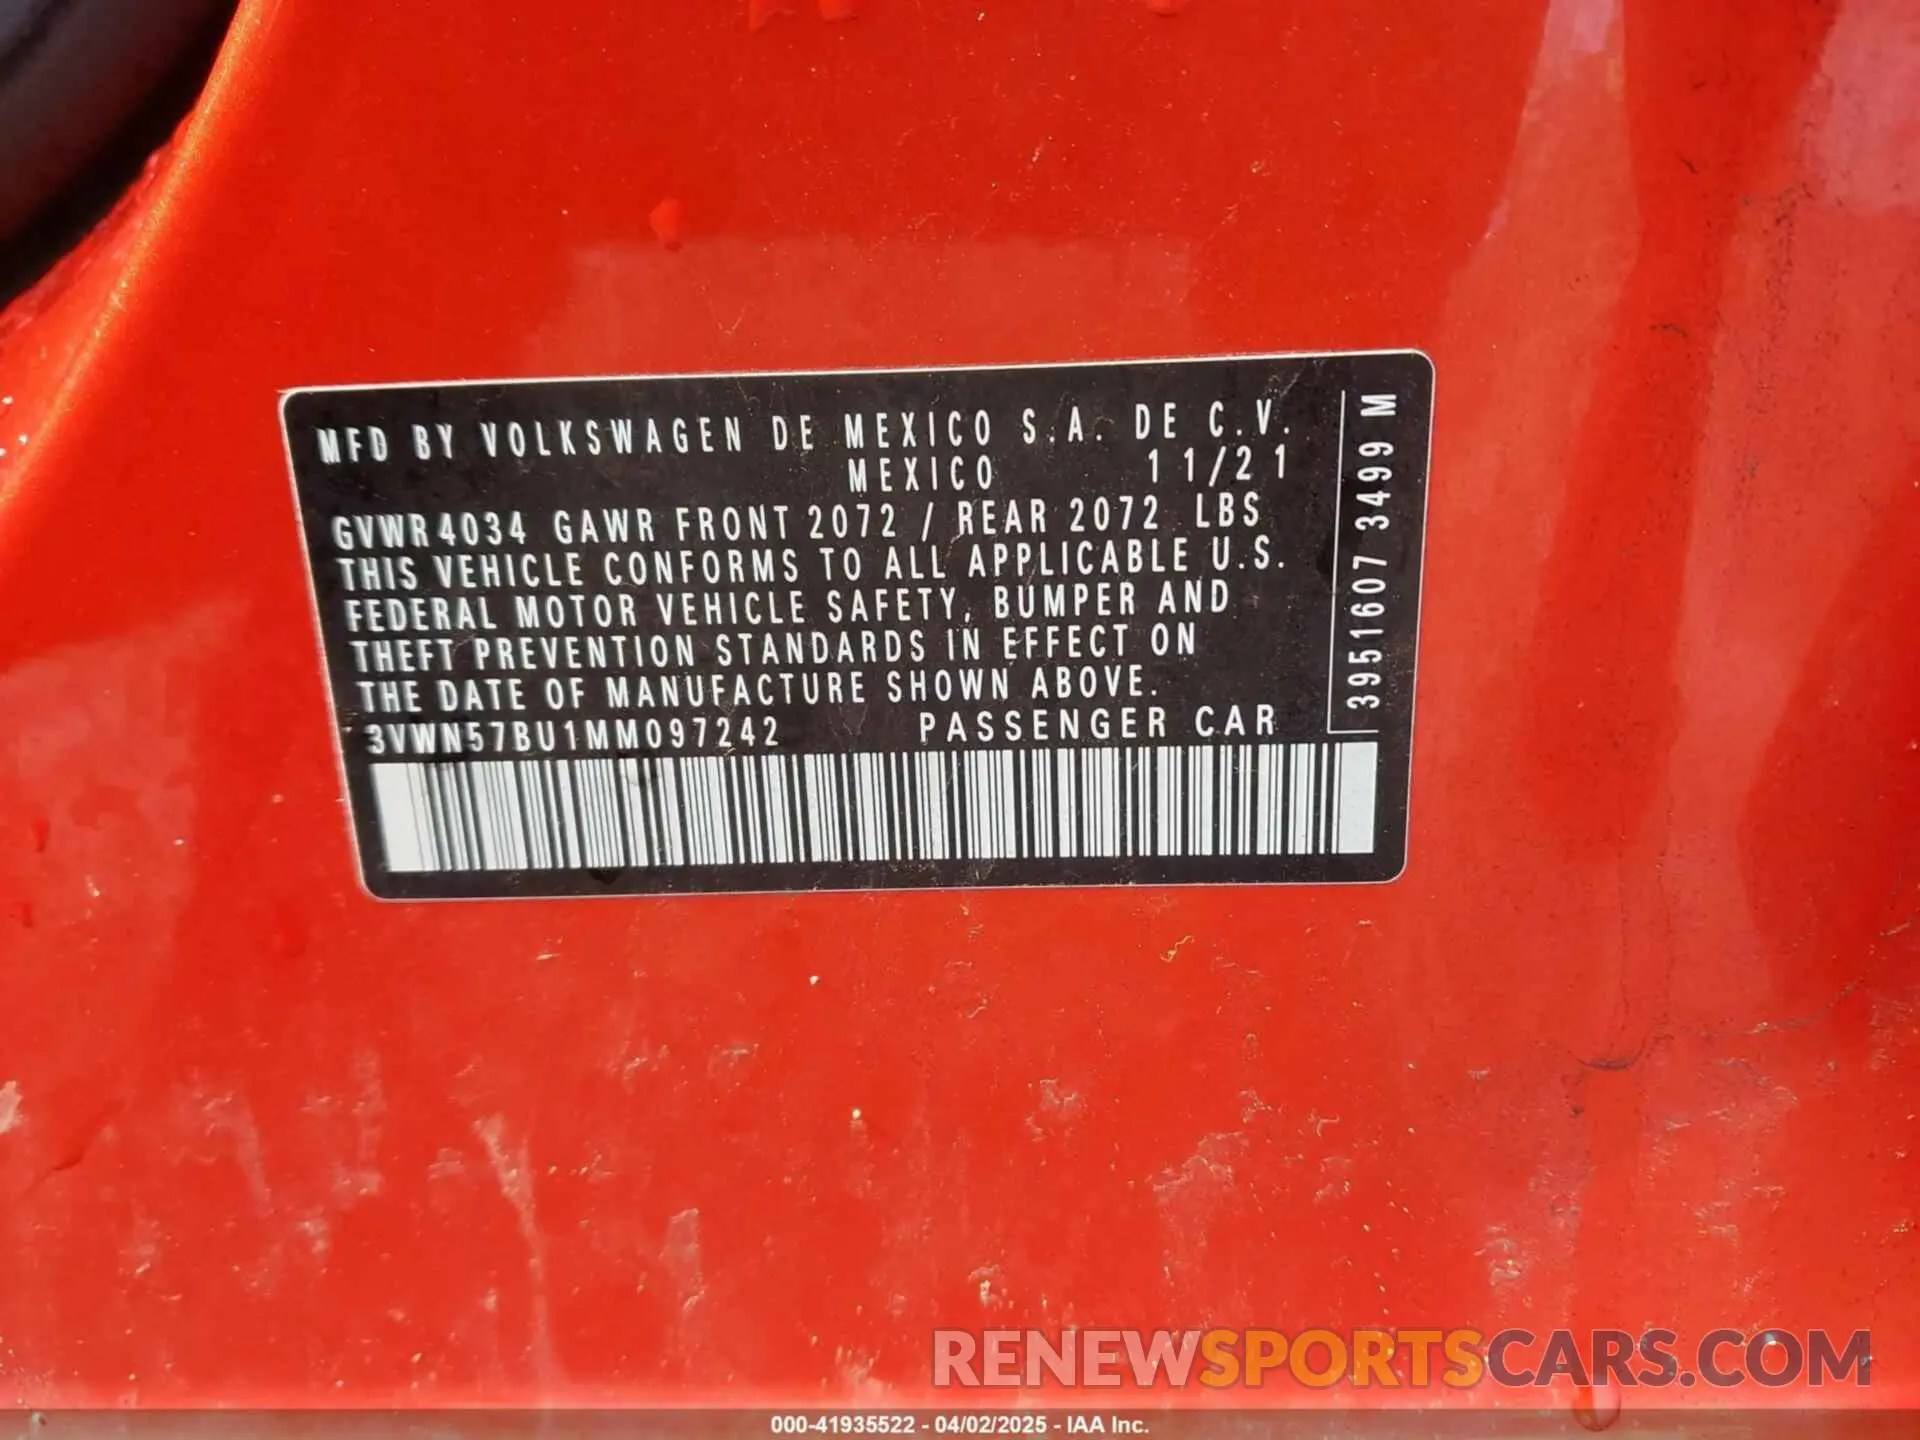 MFD BY VOLKSWAGEN DE MEXICO S.A. DE C.V.
MEXICO 11/21
GVWR 4034 GAWR FRONT 2072 / REAR 2072 LBS
THIS VEHICLE CONFORMS TO ALL APPLICABLE U.S.
FEDERAL MOTOR VEHICLE SAFETY, BUMPER AND
THEFT PREVENTION STANDARDS IN EFFECT ON
THE DATE OF MANUFACTURE SHOWN ABOVE.
3VWN57BU1MM097242 PASSENGER CAR
3951607 3499 M
RENEWSPORTSCARS.COM
000-41935522 - 04/02/2025 - IAA Inc.